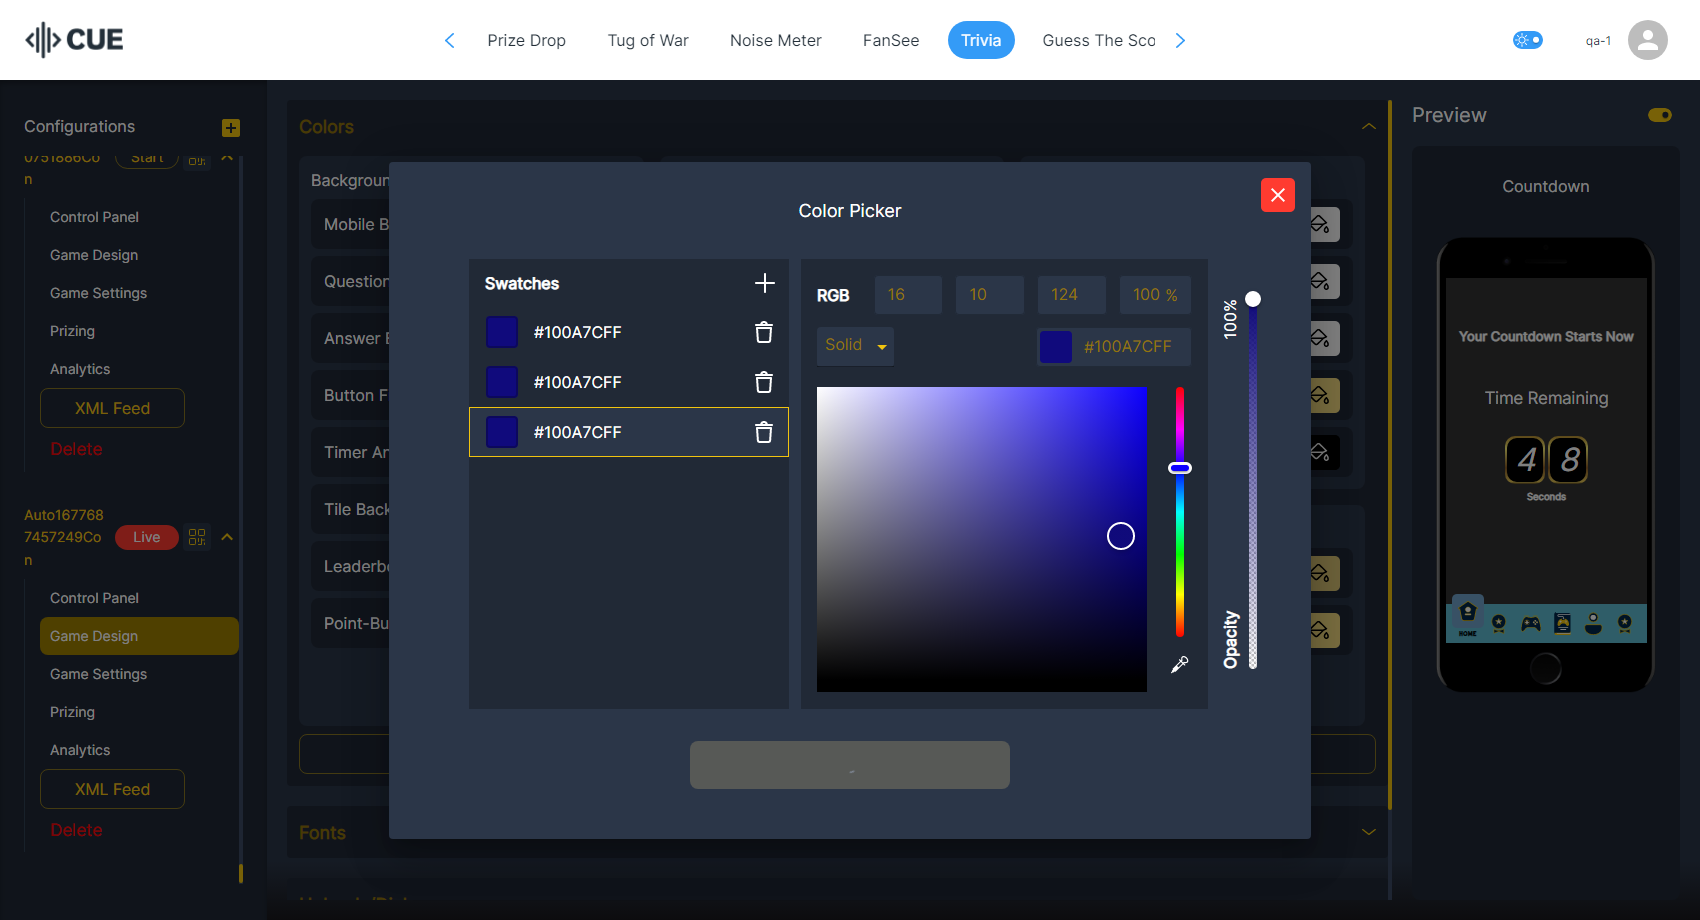 CUE
Prize Drop
Tug of War
Noise Meter
FanSee
Trivia
Guess The Sco
qa-1
Configurations
0751886Co
n
Start
Control Panel
Game Design
Game Settings
Prizing
Analytics
XML Feed
Delete
Auto167768
7457249Co
n
Live
Control Panel
Game Design
Game Settings
Prizing
Analytics
XML Feed
Delete
Colors
Backgroun
Mobile B
Question
Answer
Button F
Timer An
Tile Back
Leaderb
Point-Bu
Fonts
Color Picker
Swatches
#100A7CFF
#100A7CFF
#100A7CFF
RGB
16
10
124
100 %
Solid
#100A7CFF
100%
Opacity
Preview
Countdown
Your Countdown Starts Now
Time Remaining
4 8
Seconds
HOME